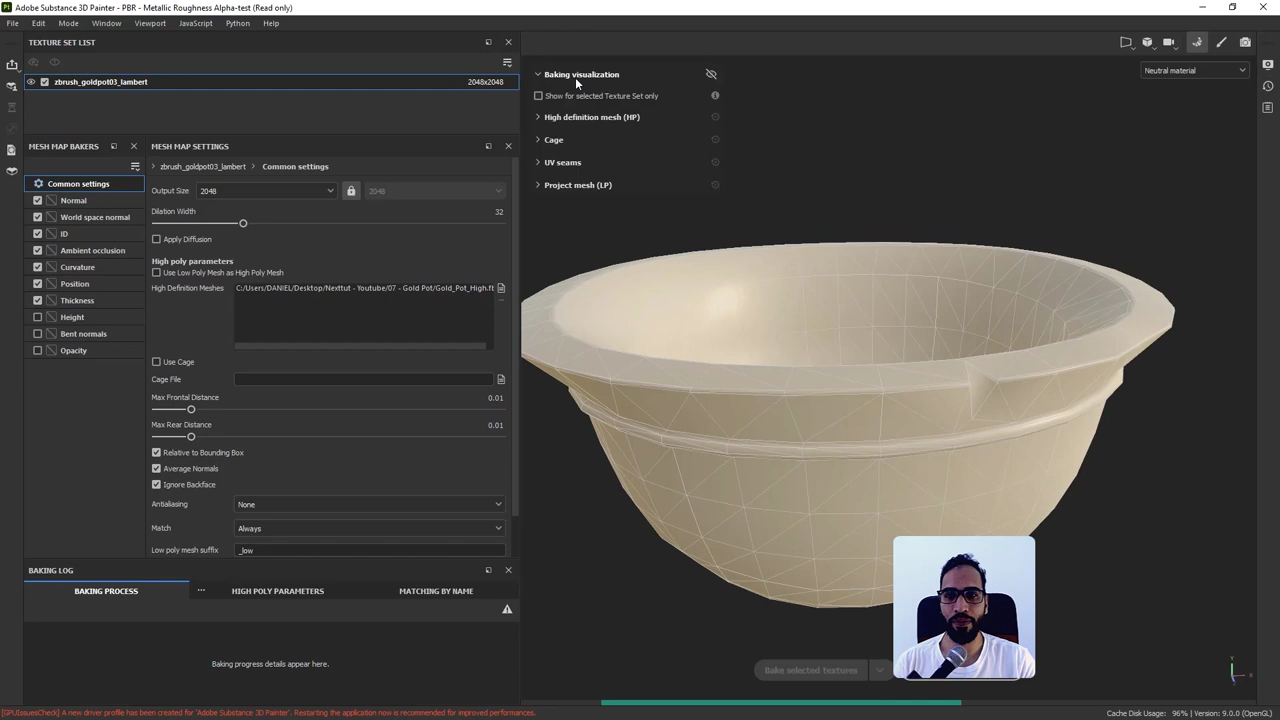 Pt Adobe Substance 3D Painter - PBR - Metallic Roughness Alpha-test (Read only)
File Edit Mode Window Viewport JavaScript Python Help
TEXTURE SET LIST
zbrush_goldpot03_lambert 2048x2048
MESH MAP BAKERS
Common settings
Normal
World space normal
ID
Ambient occlusion
Curvature
Position
Thickness
Height
Bent normals
Opacity
MESH MAP SETTINGS
zbrush_goldpot03_lambert > Common settings
Output Size 2048 2048
Dilation Width 32
Apply Diffusion
High poly parameters
Use Low Poly Mesh as High Poly Mesh
High Definition Meshes C:/Users/DANIEL/Desktop/Nexttut - Youtube/07 - Gold Pot/Gold_Pot_High.ft
Use Cage
Cage File
Max Frontal Distance 0.01
Max Rear Distance 0.01
Relative to Bounding Box
Average Normals
Ignore Backface
Antialiasing None
Match Always
Low poly mesh suffix _low
BAKING LOG
BAKING PROCESS ... HIGH POLY PARAMETERS MATCHING BY NAME
Baking progress details appear here.
Baking visualization
Show for selected Texture Set only
High definition mesh (HP)
Cage
UV seams
Project mesh (LP)
Neutral material
Bake selected textures
Y
X
[GPUIssuesCheck] A new driver profile has been created for 'Adobe Substance 3D Painter'. Restarting the application now is recommended for improved performances.
Cache Disk Usage: 96% | Version: 9.0.0 (OpenGL)